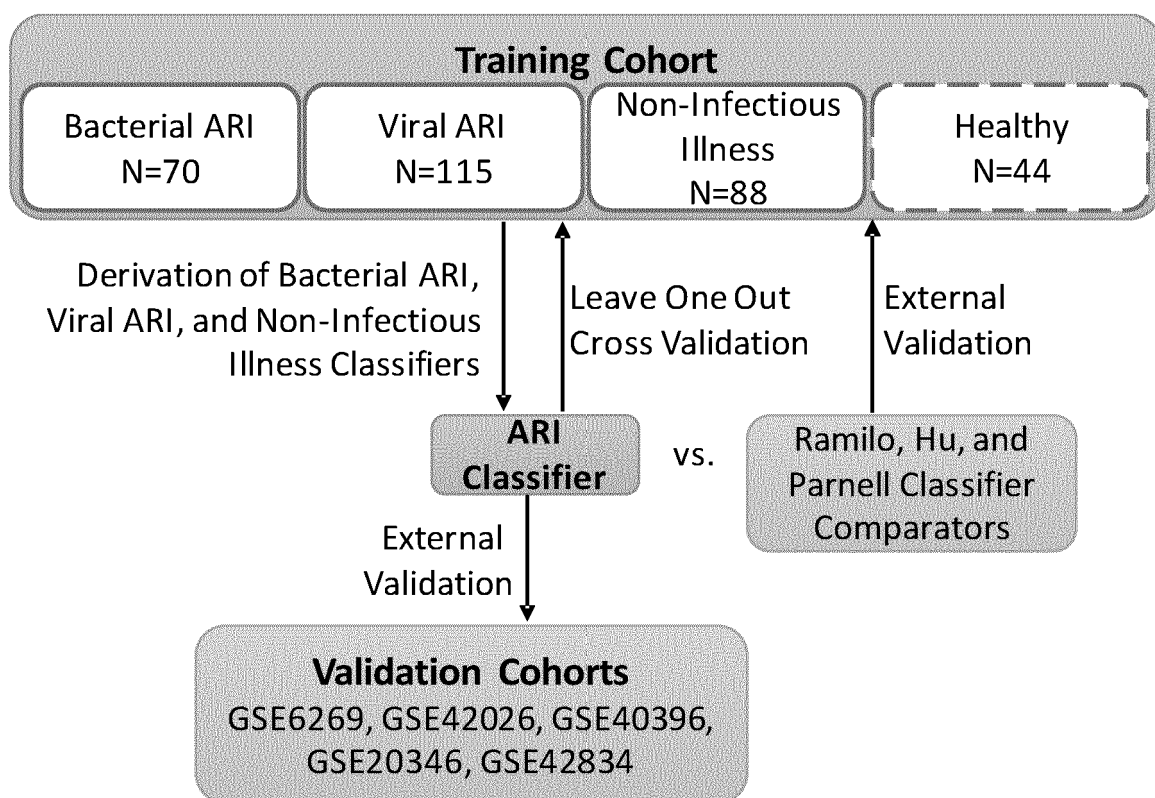 Training Cohort
Bacterial ARI
N=70
Viral ARI
N=115
Non-Infectious
Illness
N=88
Healthy
N=44
Derivation of Bacterial ARI,
Viral ARI, and Non-Infectious
Illness Classifiers
Leave One Out
Cross Validation
External
Validation
ARI
Classifier
vs.
Ramilo, Hu, and
Parnell Classifier
Comparators
External
Validation
Validation Cohorts
GSE6269, GSE42026, GSE40396,
GSE20346, GSE42834